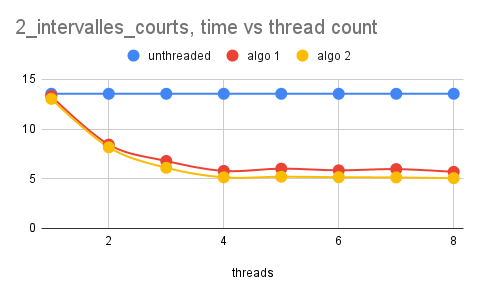 2_intervalles_courts, time vs thread count
unthreaded algo 1 algo 2
15
10
5
0
2 4 6 8
threads